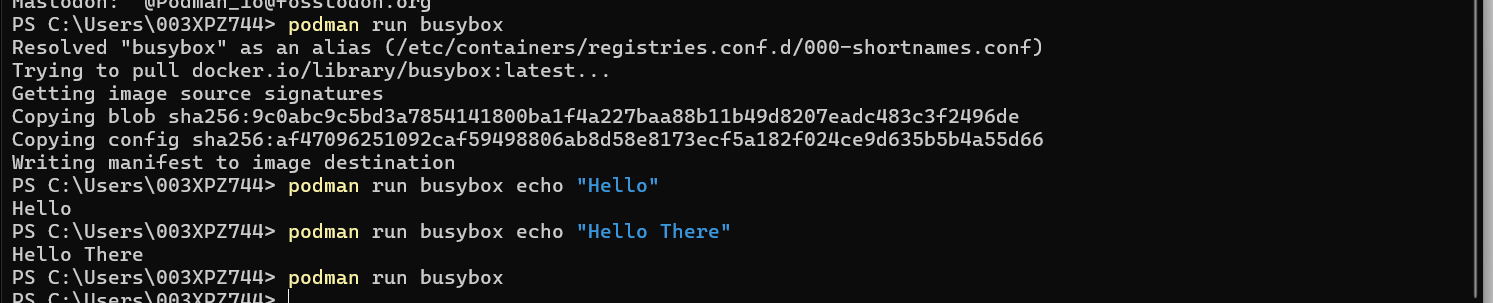 Mastodon: @Podman_io@fosstodon.org
PS C:\Users\003XPZ744> podman run busybox
Resolved "busybox" as an alias (/etc/containers/registries.conf.d/000-shortnames.conf)
Trying to pull docker.io/library/busybox:latest...
Getting image source signatures
Copying blob sha256:9c0abc9c5bd3a7854141800ba1f4a227baa88b11b49d8207eadc483c3f2496de
Copying config sha256:af47096251092caf59498806ab8d58e8173ecf5a182f024ce9d635b5b4a55d66
Writing manifest to image destination
PS C:\Users\003XPZ744> podman run busybox echo "Hello"
Hello
PS C:\Users\003XPZ744> podman run busybox echo "Hello There"
Hello There
PS C:\Users\003XPZ744> podman run busybox
PS C:\Users\003XPZ744>